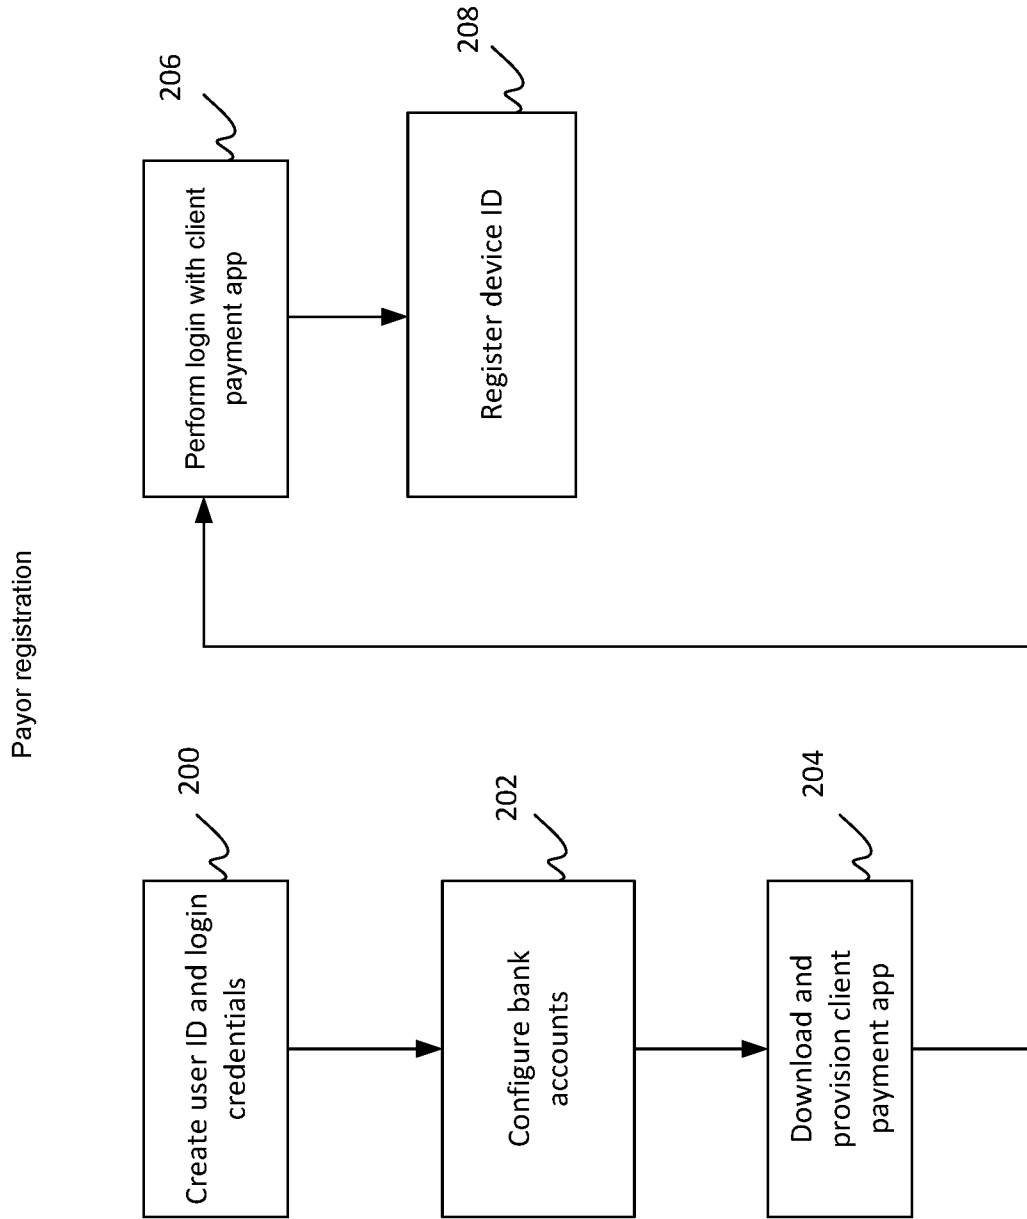 Payor registration
200
Create user ID and login
credentials
202
Configure bank
accounts
204
Download and
provision client
payment app
206
Perform login with client
payment app
208
Register device ID